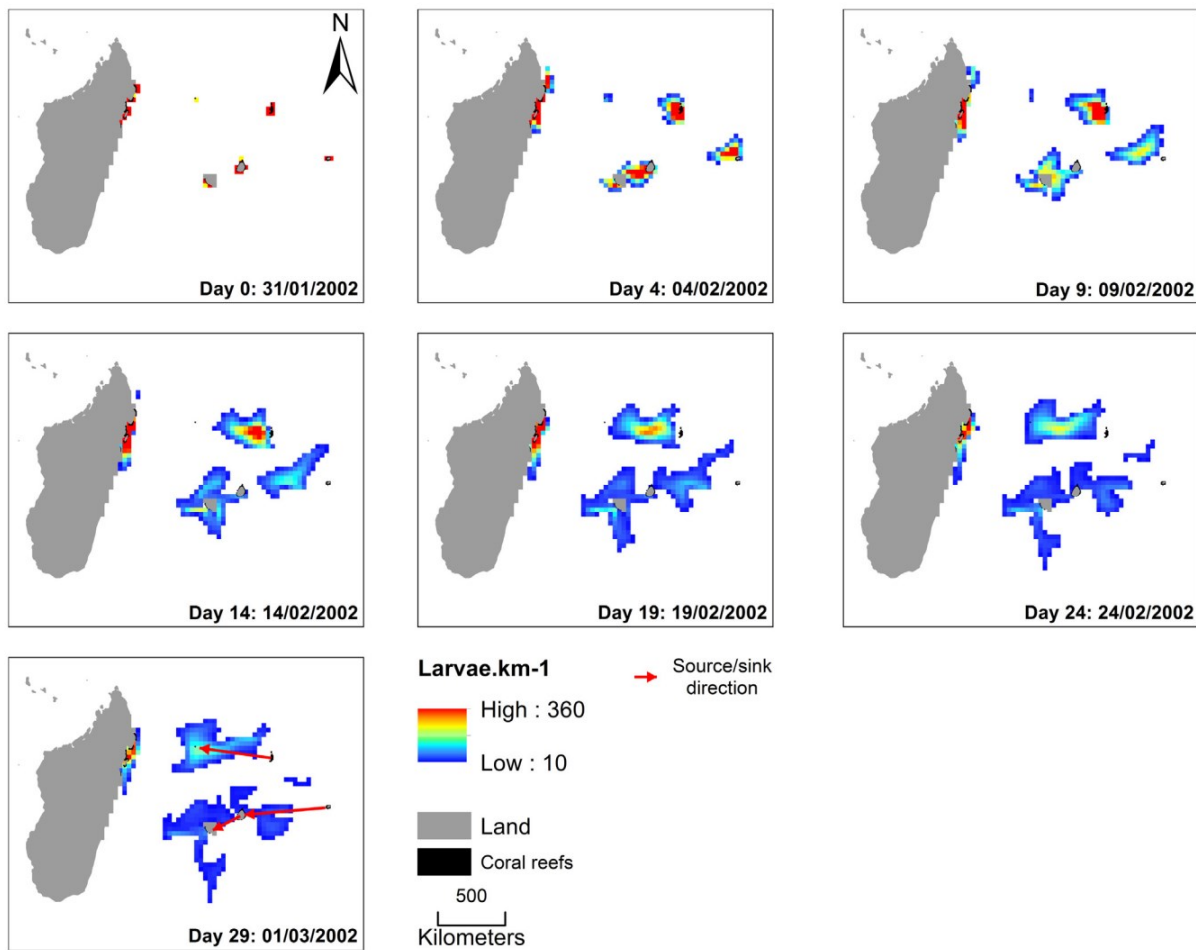 N
Day 0: 31/01/2002
Day 4: 04/02/2002
Day 9: 09/02/2002
Day 14: 14/02/2002
Day 19: 19/02/2002
Day 24: 24/02/2002
Day 29: 01/03/2002
Larvae.km-1
High : 360
Low : 10
Source/sink
direction
Land
Coral reefs
500
Kilometers